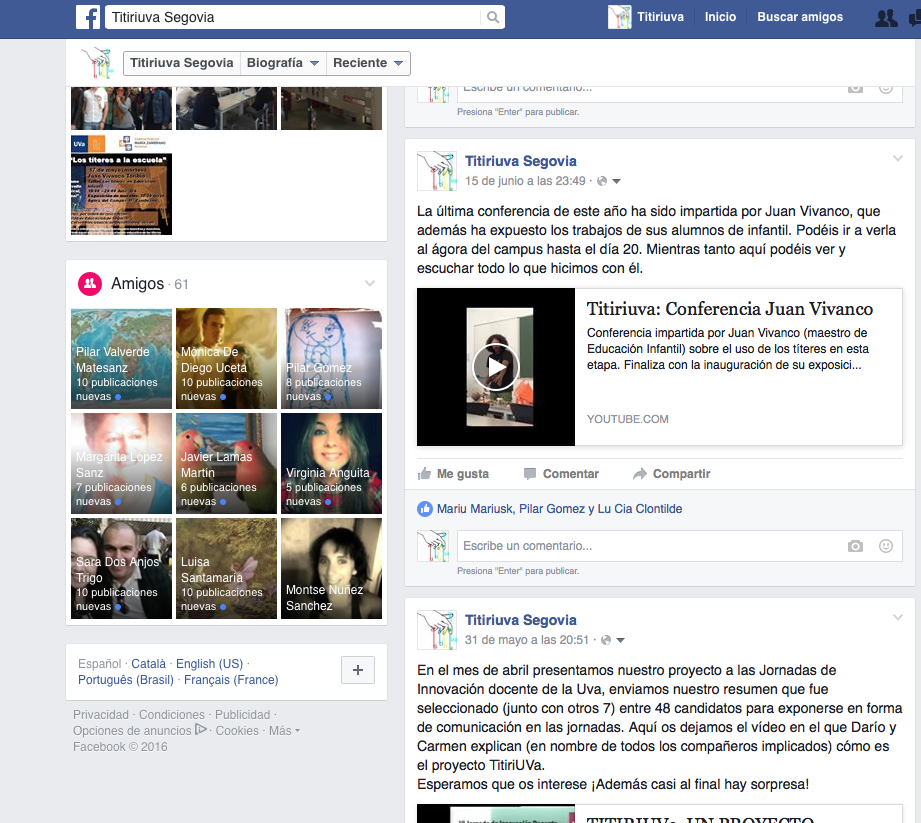 Titiriuva Segovia
Titiriuva
Inicio
Buscar amigos
Titiriuva Segovia
Biografía
Reciente
UVa
"Los títeres a la escuela"
17 de mayo (martes)
Juan Vivanco
Amigos · 61
Pilar Valverde
Matesanz
10 publicaciones
nuevas
Mónica De
Diego Uceta
10 publicaciones
nuevas
Pilar Gomez
8 publicaciones
nuevas
Margarita López
Sanz
7 publicaciones
nuevas
Javier Lamas
Martin
6 publicaciones
nuevas
Virginia Anguita
5 publicaciones
nuevas
Sara Dos Anjos
Trigo
10 publicaciones
nuevas
Luisa
Santamaría
10 publicaciones
nuevas
Montse Nuñez
Sanchez
Español · Català · English (US) ·
Português (Brasil) · Français (France)
Privacidad · Condiciones · Publicidad ·
Opciones de anuncios · Cookies · Más
Facebook © 2016
Escribe un comentario...
Presiona "Enter" para publicar.
Titiriuva Segovia
15 de junio a las 23:49 ·
La última conferencia de este año ha sido impartida por Juan Vivanco, que
además ha expuesto los trabajos de sus alumnos de infantil. Podéis ir a verla
al ágora del campus hasta el día 20. Mientras tanto aquí podéis ver y
escuchar todo lo que hicimos con él.
Titiriuva: Conferencia Juan Vivanco
Conferencia impartida por Juan Vivanco (maestro de
Educación Infantil) sobre el uso de los títeres en esta
etapa. Finaliza con la inauguración de su exposici...
YOUTUBE.COM
Me gusta
Comentar
Compartir
Mariu Mariusk, Pilar Gomez y Lu Cia Clontilde
Escribe un comentario...
Presiona "Enter" para publicar.
Titiriuva Segovia
31 de mayo a las 20:51 ·
En el mes de abril presentamos nuestro proyecto a las Jornadas de
Innovación docente de la Uva, enviamos nuestro resumen que fue
seleccionado (junto con otros 7) entre 48 candidatos para exponerse en forma
de comunicación en las jornadas. Aquí os dejamos el vídeo en el que Darío y
Carmen explican (en nombre de todos los compañeros implicados) cómo es
el proyecto TitiriUVa.
Esperamos que os interese ¡Además casi al final hay sorpresa!
TITIRIUVa. UN PROYECTO